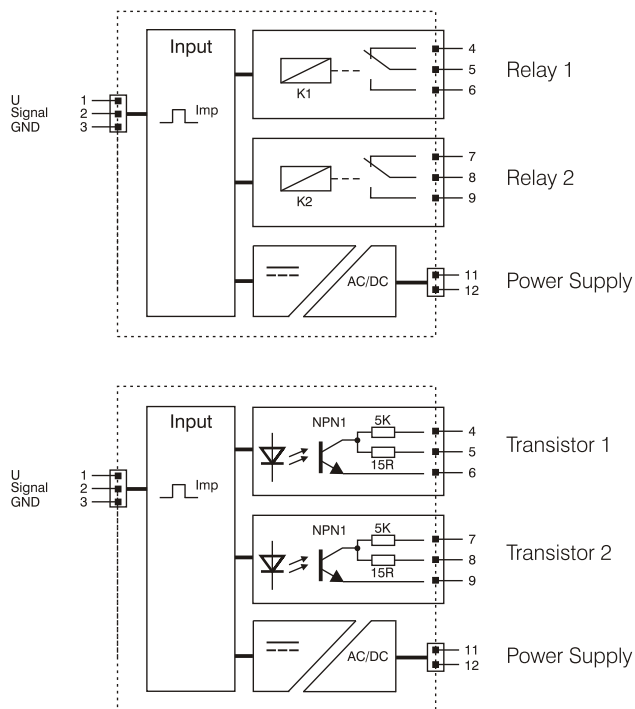 Input
Imp
U 1
Signal 2
GND 3
K1
4
5
6
Relay 1
K2
7
8
9
Relay 2
AC/DC
11
12
Power Supply
Input
Imp
U 1
Signal 2
GND 3
NPN1
5K
15R
4
5
6
Transistor 1
NPN1
5K
15R
7
8
9
Transistor 2
AC/DC
11
12
Power Supply